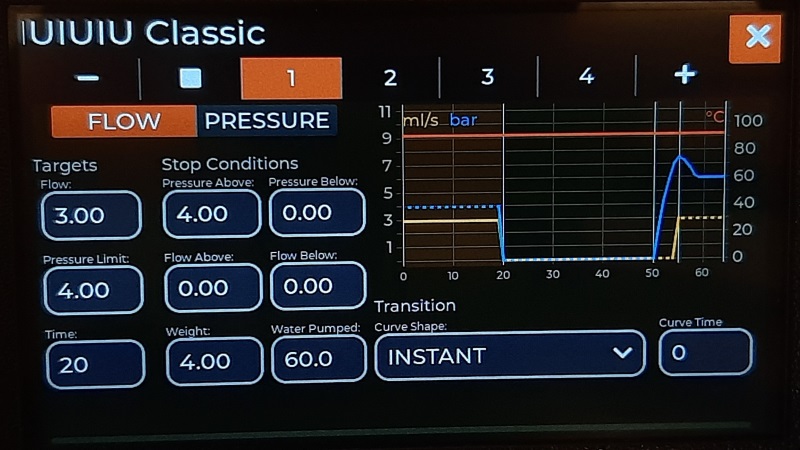 IUIUIU Classic
1 2 3 4
FLOW PRESSURE
Targets
Flow:
3.00
Pressure Limit:
4.00
Time:
20
Stop Conditions
Pressure Above: Pressure Below:
4.00 0.00
Flow Above: Flow Below:
0.00 0.00
Weight: Water Pumped:
4.00 60.0
ml/s bar °C
11
9
7
5
3
1
100
80
60
40
20
0
0 10 20 30 40 50 60
Transition
Curve Shape: Curve Time
INSTANT 0